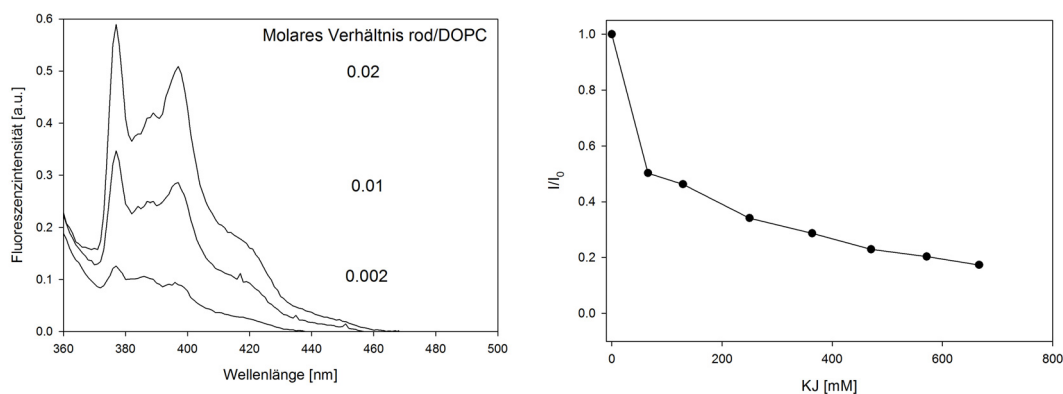 Molares Verhältnis rod/DOPC
0.02
0.01
0.002
Fluoreszenzintensität [a.u.]
0.6
0.5
0.4
0.3
0.2
0.1
0.0
360 380 400 420 440 460 480 500
Wellenlänge [nm]
I/I0
1.0
0.8
0.6
0.4
0.2
0.0
0 200 400 600 800
KJ [mM]